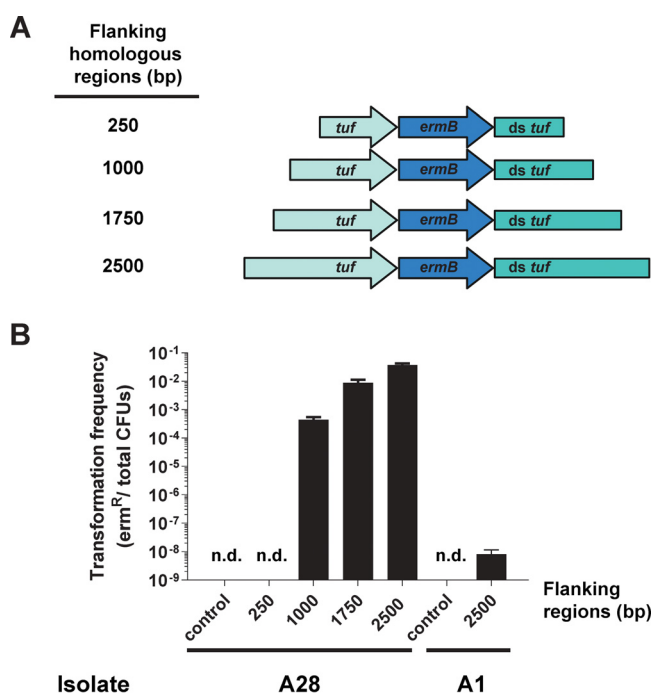 A
Flanking
homologous
regions (bp)
250
tuf ermB ds tuf
1000
tuf ermB ds tuf
1750
tuf ermB ds tuf
2500
tuf ermB ds tuf
B
Transformation frequency
(ermᴿ/ total CFUs)
10⁻¹
10⁻²
10⁻³
10⁻⁴
10⁻⁵
10⁻⁶
10⁻⁷
10⁻⁸
10⁻⁹
n.d. n.d. n.d.
control 250 1000 1750 2500 control 2500
Flanking
regions (bp)
Isolate A28 A1